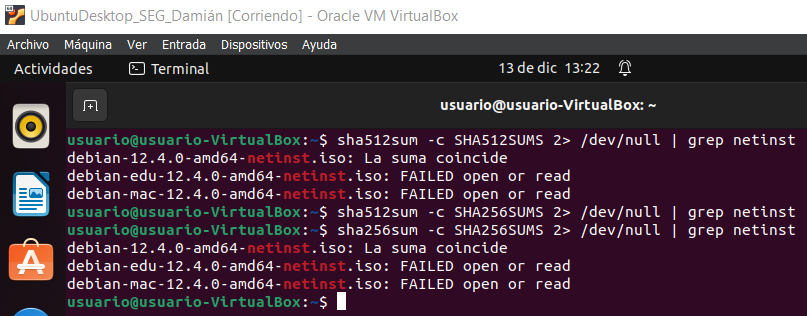 UbuntuDesktop_SEG_Damián [Corriendo] - Oracle VM VirtualBox
Archivo Máquina Ver Entrada Dispositivos Ayuda
Actividades Terminal 13 de dic 13:22
usuario@usuario-VirtualBox: ~
usuario@usuario-VirtualBox:~$ sha512sum -c SHA512SUMS 2> /dev/null | grep netinst
debian-12.4.0-amd64-netinst.iso: La suma coincide
debian-edu-12.4.0-amd64-netinst.iso: FAILED open or read
debian-mac-12.4.0-amd64-netinst.iso: FAILED open or read
usuario@usuario-VirtualBox:~$ sha512sum -c SHA256SUMS 2> /dev/null | grep netinst
usuario@usuario-VirtualBox:~$ sha256sum -c SHA256SUMS 2> /dev/null | grep netinst
debian-12.4.0-amd64-netinst.iso: La suma coincide
debian-edu-12.4.0-amd64-netinst.iso: FAILED open or read
debian-mac-12.4.0-amd64-netinst.iso: FAILED open or read
usuario@usuario-VirtualBox:~$